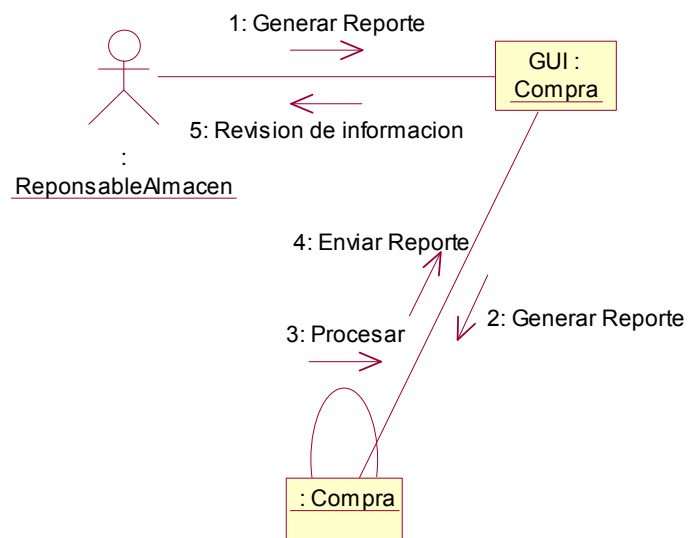 1: Generar Reporte
GUI :
Compra
5: Revision de informacion
:
ReponsableAlmacen
4: Enviar Reporte
2: Generar Reporte
3: Procesar
: Compra